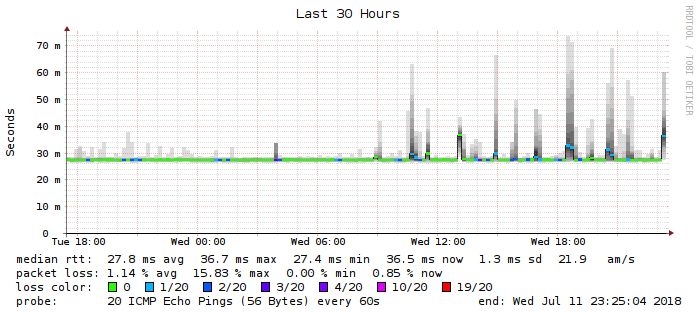 Last 30 Hours
RRDTOOL / TOBI OETIKER
Seconds
70 m
60 m
50 m
40 m
30 m
20 m
10 m
0
Tue 18:00 Wed 00:00 Wed 06:00 Wed 12:00 Wed 18:00
median rtt: 27.8 ms avg 36.7 ms max 27.4 ms min 36.5 ms now 1.3 ms sd 21.9 am/s
packet loss: 1.14 % avg 15.83 % max 0.00 % min 0.85 % now
loss color: 0 1/20 2/20 3/20 4/20 10/20 19/20
probe: 20 ICMP Echo Pings (56 Bytes) every 60s end: Wed Jul 11 23:25:04 2018